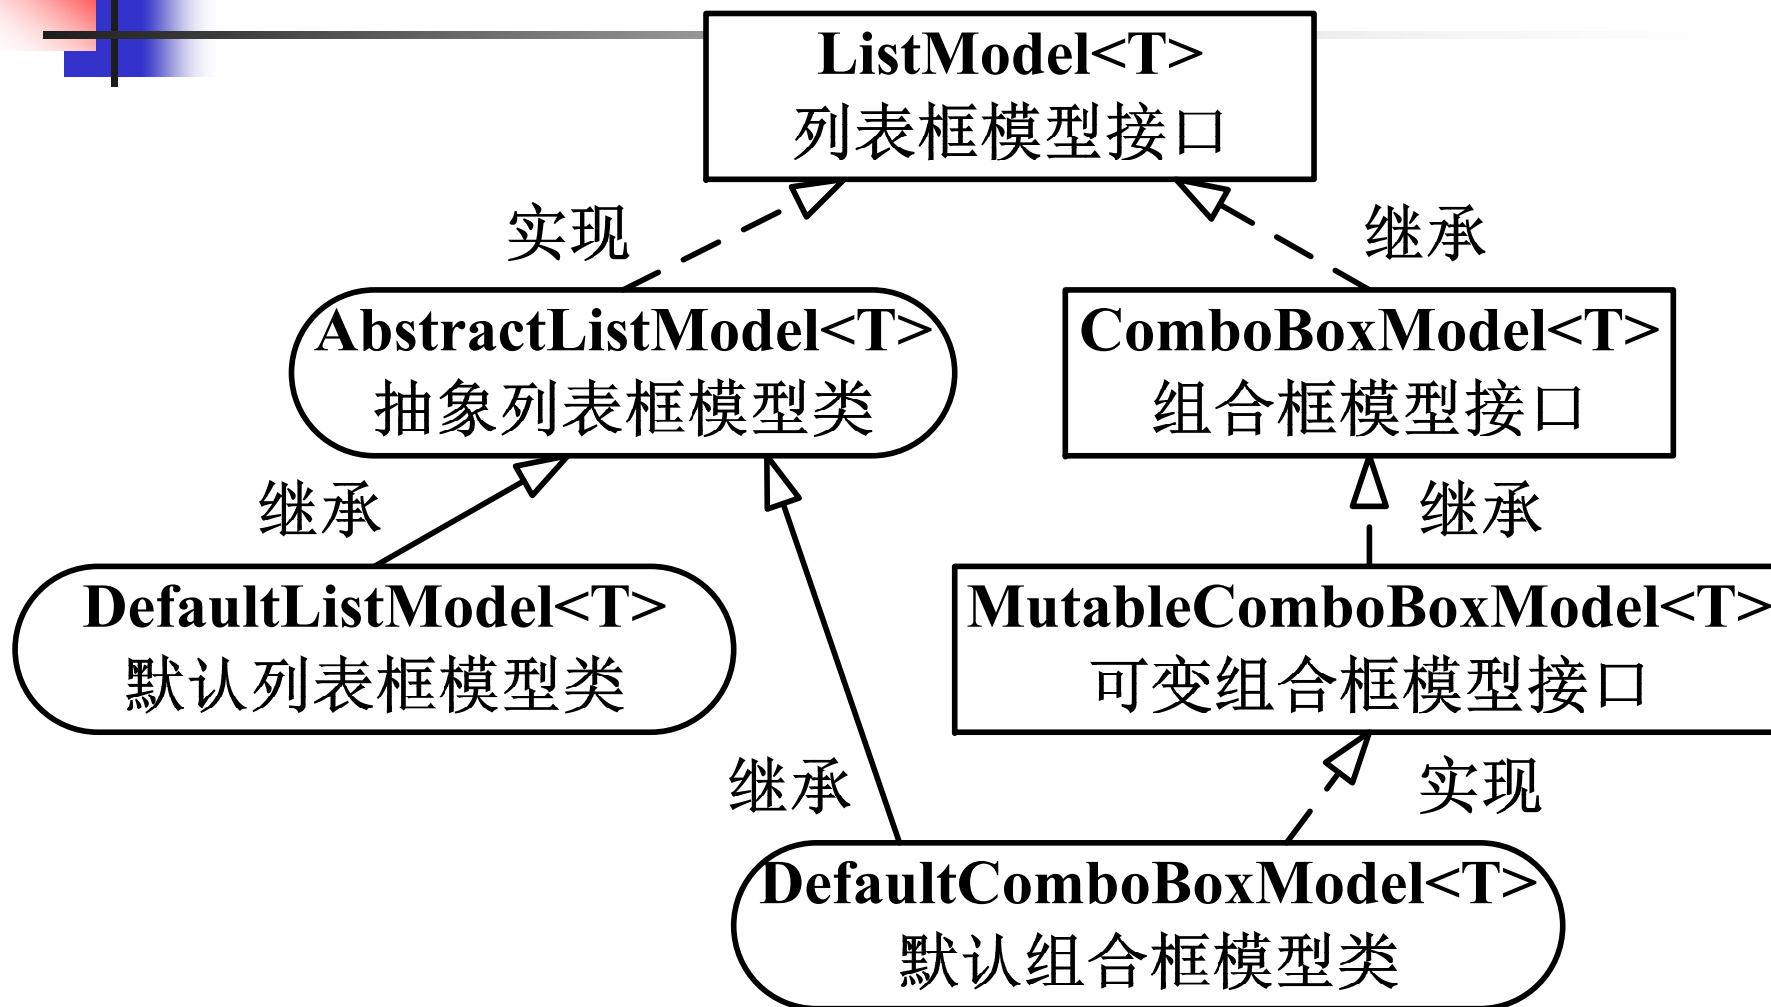 ListModel<T>
列表框模型接口
实现
继承
AbstractListModel<T>
抽象列表框模型类
ComboBoxModel<T>
组合框模型接口
继承
继承
DefaultListModel<T>
默认列表框模型类
MutableComboBoxModel<T>
可变组合框模型接口
继承
实现
DefaultComboBoxModel<T>
默认组合框模型类